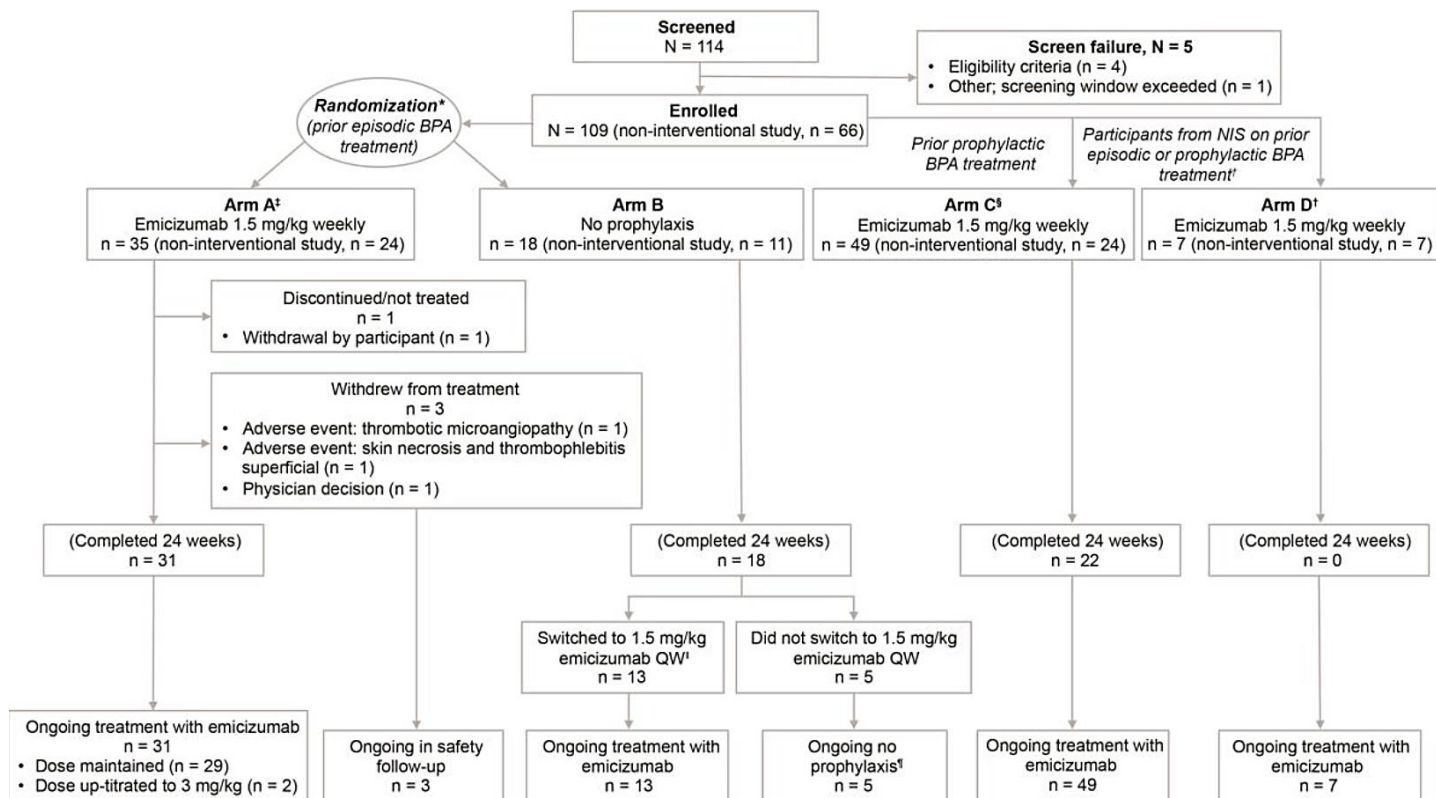 Screened
N = 114
Screen failure, N = 5
• Eligibility criteria (n = 4)
• Other; screening window exceeded (n = 1)
Randomization*
(prior episodic BPA
treatment)
Enrolled
N = 109 (non-interventional study, n = 66)
Prior prophylactic
BPA treatment
Participants from NIS on prior
episodic or prophylactic BPA
treatment†
Arm A‡
Emicizumab 1.5 mg/kg weekly
n = 35 (non-interventional study, n = 24)
Arm B
No prophylaxis
n = 18 (non-interventional study, n = 11)
Arm C§
Emicizumab 1.5 mg/kg weekly
n = 49 (non-interventional study, n = 24)
Arm D†
Emicizumab 1.5 mg/kg weekly
n = 7 (non-interventional study, n = 7)
Discontinued/not treated
n = 1
• Withdrawal by participant (n = 1)
Withdrew from treatment
n = 3
• Adverse event: thrombotic microangiopathy (n = 1)
• Adverse event: skin necrosis and thrombophlebitis
superficial (n = 1)
• Physician decision (n = 1)
(Completed 24 weeks)
n = 31
(Completed 24 weeks)
n = 18
(Completed 24 weeks)
n = 22
(Completed 24 weeks)
n = 0
Switched to 1.5 mg/kg
emicizumab QW‖
n = 13
Did not switch to 1.5 mg/kg
emicizumab QW
n = 5
Ongoing treatment with emicizumab
n = 31
• Dose maintained (n = 29)
• Dose up-titrated to 3 mg/kg (n = 2)
Ongoing in safety
follow-up
n = 3
Ongoing treatment with
emicizumab
n = 13
Ongoing no
prophylaxis¶
n = 5
Ongoing treatment with
emicizumab
n = 49
Ongoing treatment with
emicizumab
n = 7